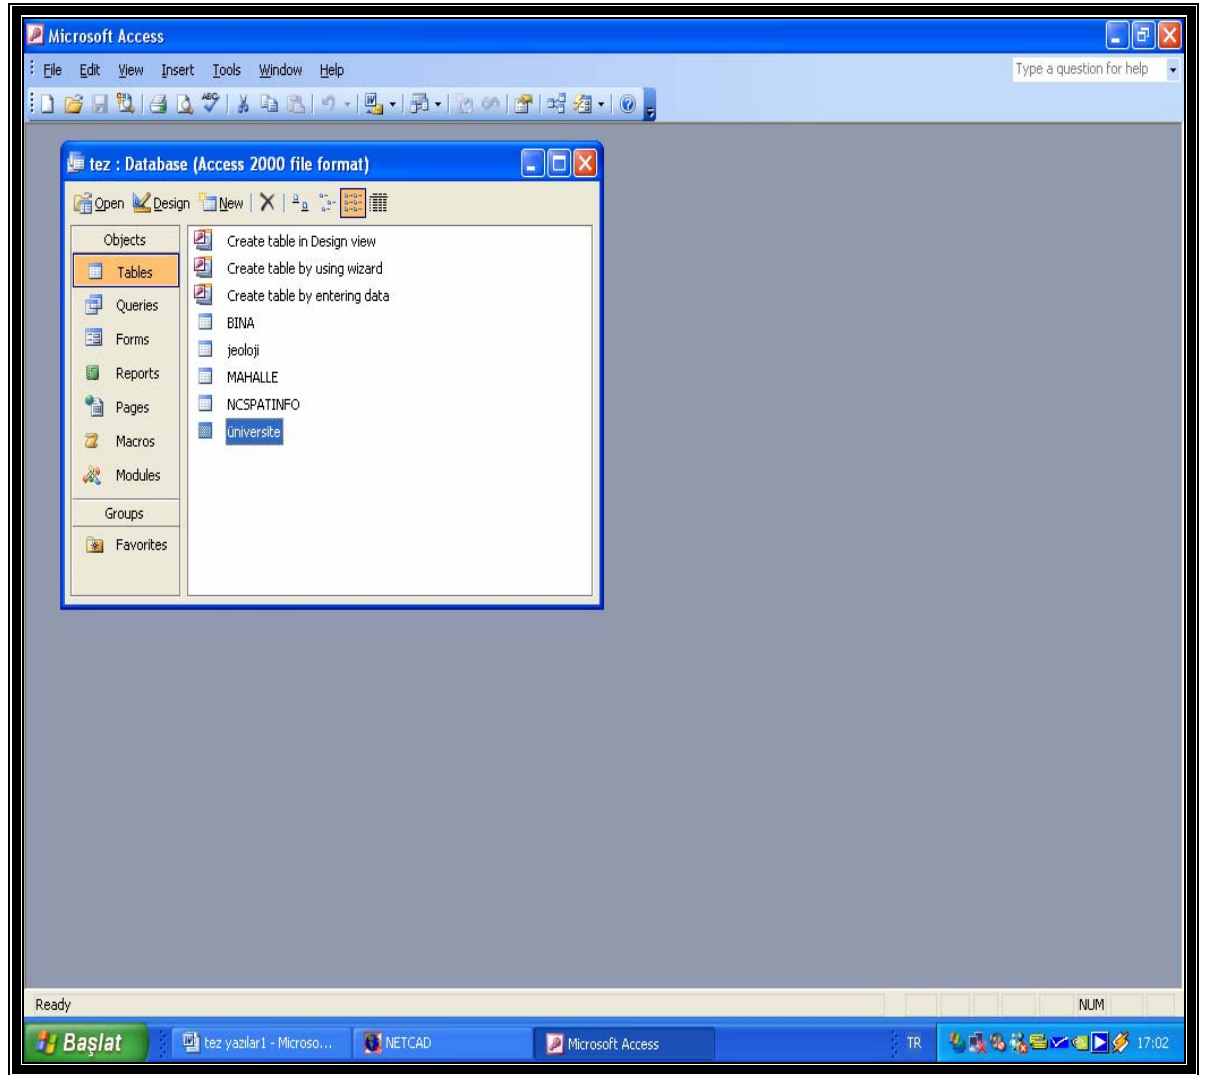 Microsoft Access
File Edit View Insert Tools Window Help
Type a question for help
tez : Database (Access 2000 file format)
Open Design New
Objects
Tables
Queries
Forms
Reports
Pages
Macros
Modules
Groups
Favorites
Create table in Design view
Create table by using wizard
Create table by entering data
BINA
jeoloji
MAHALLE
NCSPATINFO
üniversite
Ready
NUM
Başlat
tez yazılar1 - Microso...
NETCAD
Microsoft Access
TR
17:02